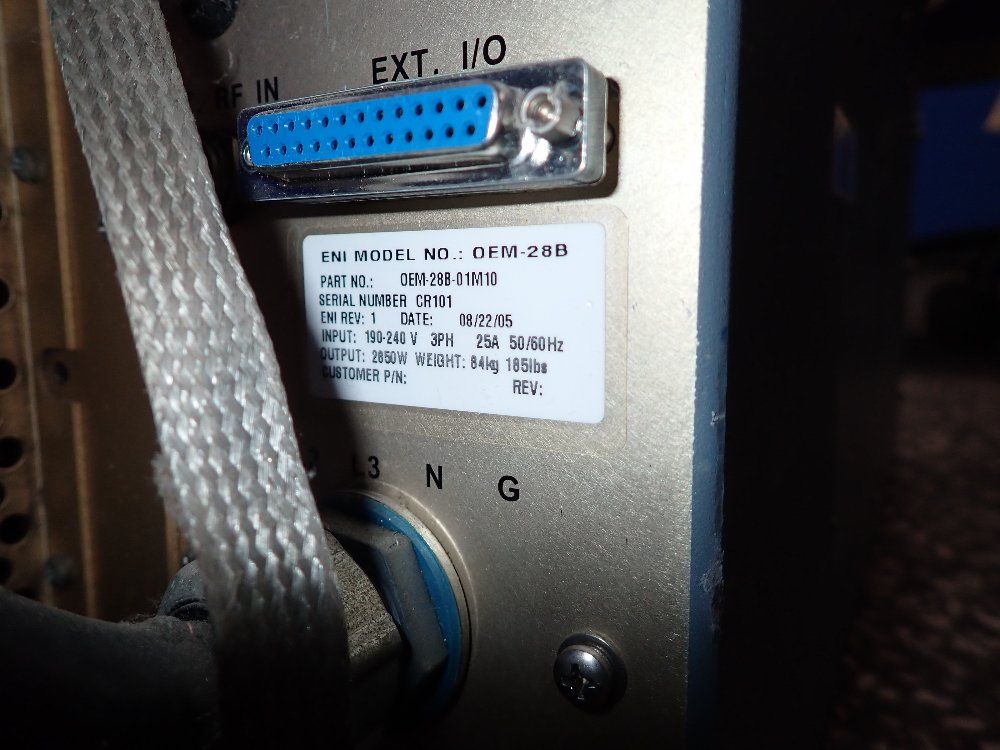 EXT. I/O
RF IN
ENI MODEL NO.: OEM-28B
PART NO.: OEM-28B-01M10
SERIAL NUMBER CR101
ENI REV: 1 DATE: 08/22/05
INPUT: 190-240 V 3PH 25A 50/60Hz
OUTPUT: 2850W WEIGHT: 84kg 185lbs
CUSTOMER P/N: REV:
L3 N G